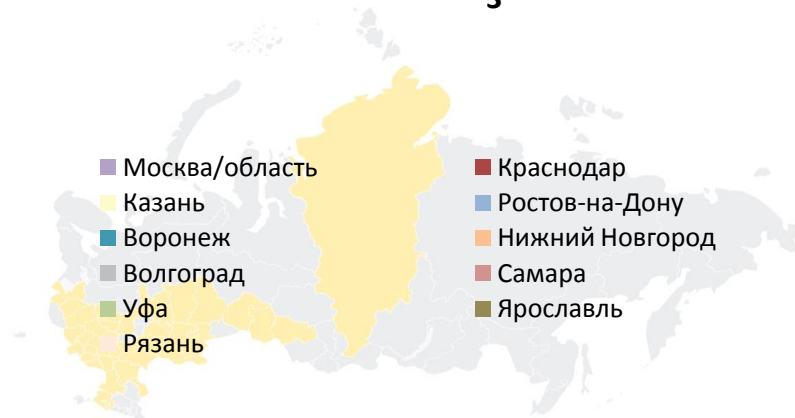 Москва/область
Казань
Воронеж
Волгоград
Уфа
Рязань
Краснодар
Ростов-на-Дону
Нижний Новгород
Самара
Ярославль